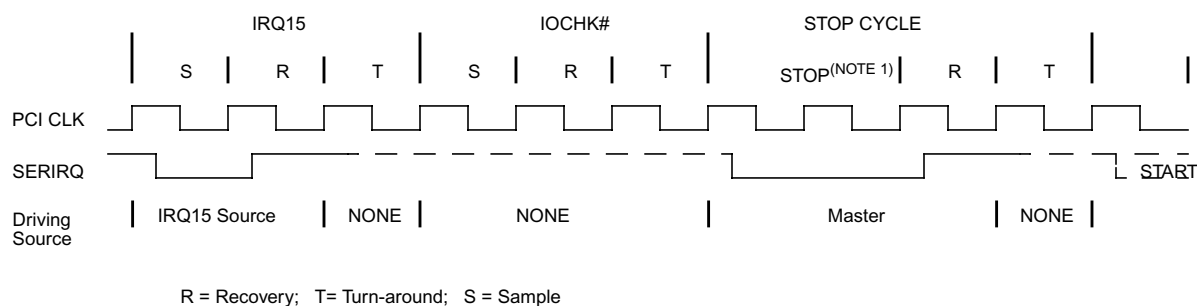 IRQ15 IOCHK# STOP CYCLE
S R T S R T STOP(NOTE 1) R T
PCI CLK
SERIRQ START
Driving Source IRQ15 Source NONE NONE Master NONE
R = Recovery; T= Turn-around; S = Sample